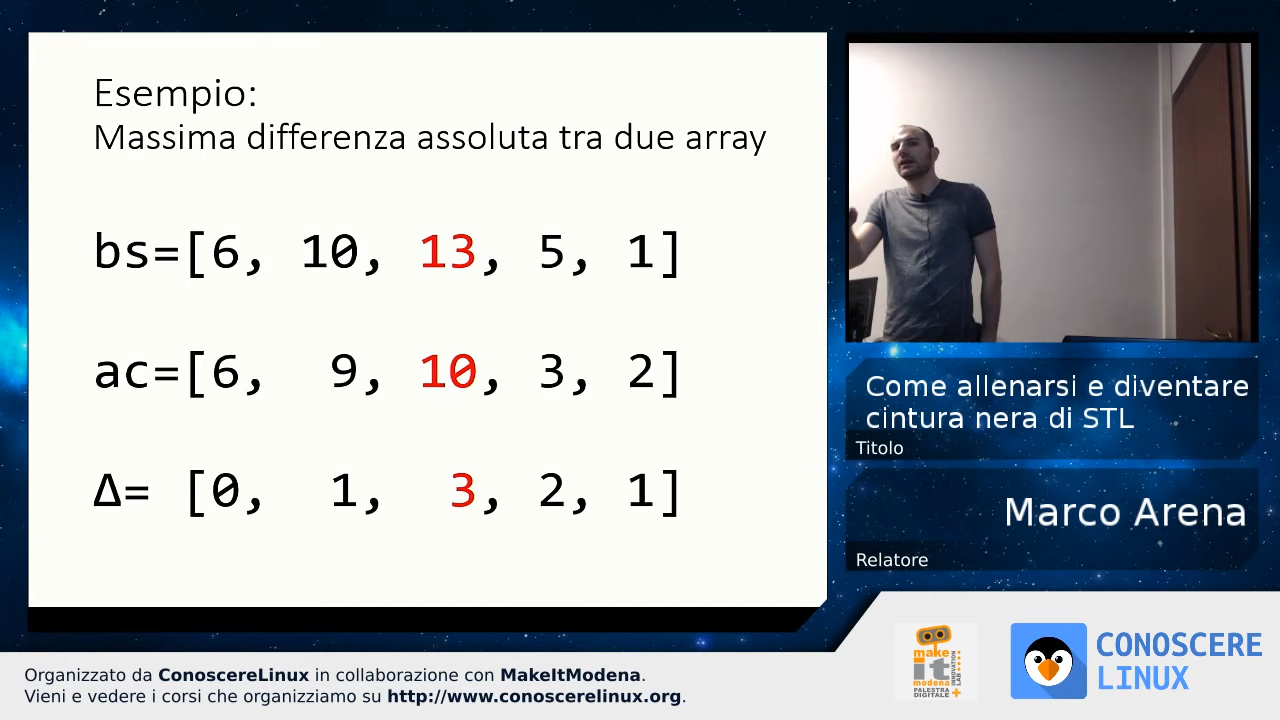 Esempio:
Massima differenza assoluta tra due array
bs=[6, 10, 13, 5, 1]
ac=[6, 9, 10, 3, 2]
Δ= [0, 1, 3, 2, 1]
Come allenarsi e diventare
cintura nera di STL
Titolo
Marco Arena
Relatore
make
it
modena
PALESTRA
DIGITALE
INNOVATION
LAB
CONOSCERE
LINUX
Organizzato da ConoscereLinux in collaborazione con MakeItModena.
Vieni e vedere i corsi che organizziamo su http://www.conoscerelinux.org.